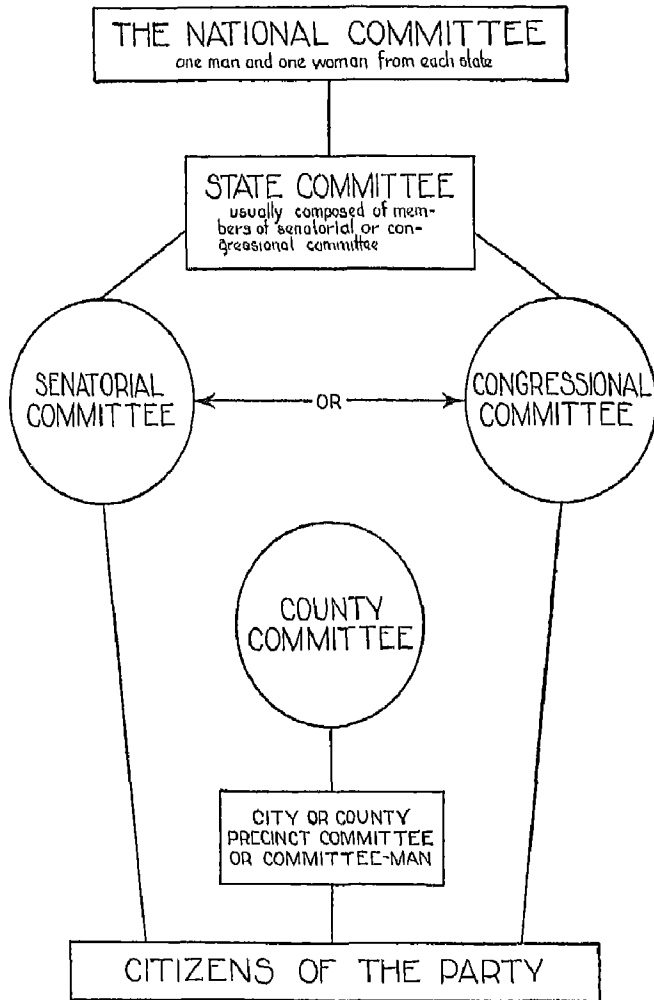 THE NATIONAL COMMITTEE
one man and one woman from each state
STATE COMMITTEE
usually composed of mem-
bers of senatorial or con-
gressional committee
SENATORIAL
COMMITTEE
OR
CONGRESSIONAL
COMMITTEE
COUNTY
COMMITTEE
CITY OR COUNTY
PRECINCT COMMITTEE
OR COMMITTEE-MAN
CITIZENS OF THE PARTY